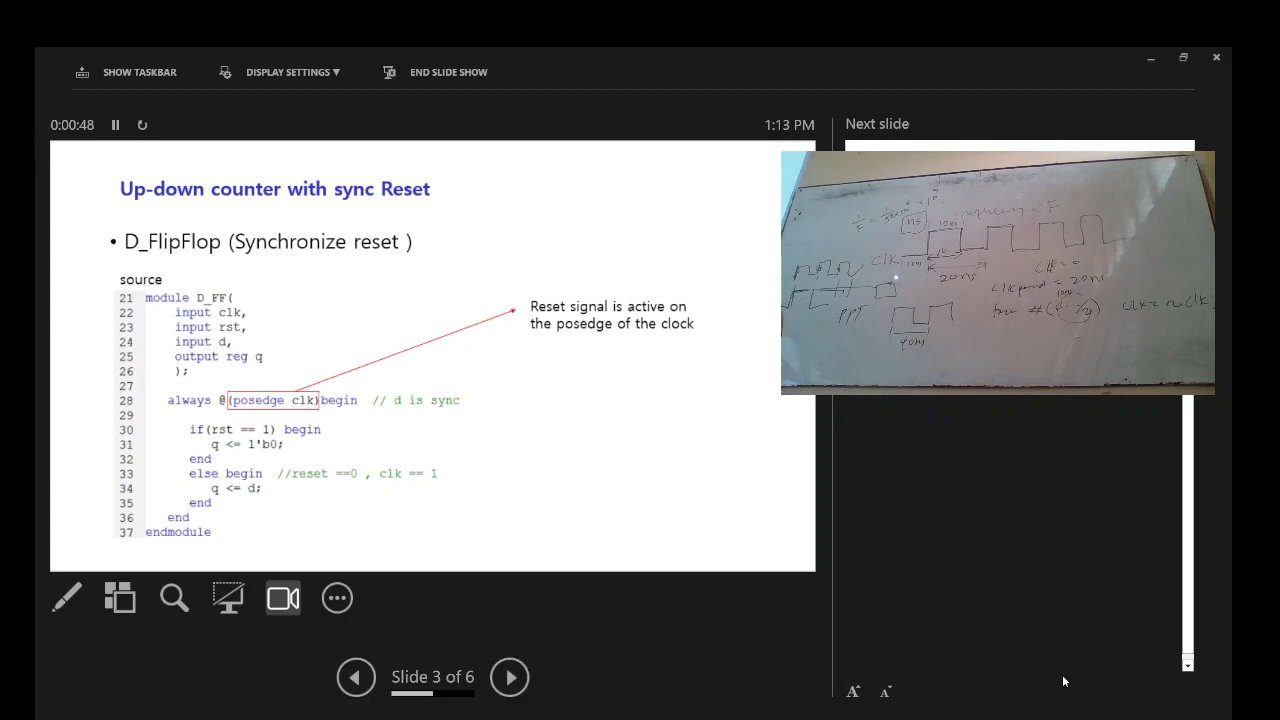 SHOW TASKBAR DISPLAY SETTINGS ▼ END SLIDE SHOW
0:00:48 1:13 PM Next slide
Up-down counter with sync Reset
• D_FlipFlop (Synchronize reset )
source
21 module D_FF(
22 input clk,
23 input rst,
24 input d,
25 output reg q
26 );
27
28 always @(posedge clk)begin // d is sync
29
30 if(rst == 1) begin
31 q <= 1'b0;
32 end
33 else begin //reset ==0 , clk == 1
34 q <= d;
35 end
36 end
37 endmodule
Reset signal is active on
the posedge of the clock
ns
Frequency = F
Clk
20ns
Clk period = 20ns
PPT
40ns
Slide 3 of 6
A A